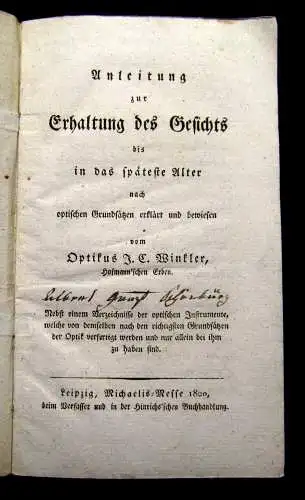 Anleitung
zur
Erhaltung des Gesichts
bis
in das späteste Alter
nach
optischen Grundsätzen erklärt und bewiesen
vom
Optikus J. C. Winkler,
Hofmann'schen Erben.
Albert
Nebst einem Verzeichnisse der optischen Instrumente,
welche von demselben nach den richtigsten Grundsätzen
der Optik verfertigt werden und nur allein bei ihm
zu haben sind.
Leipzig, Michaelis-Messe 1820,
beim Verfasser und in der Hinrichs'schen Buchhandlung.